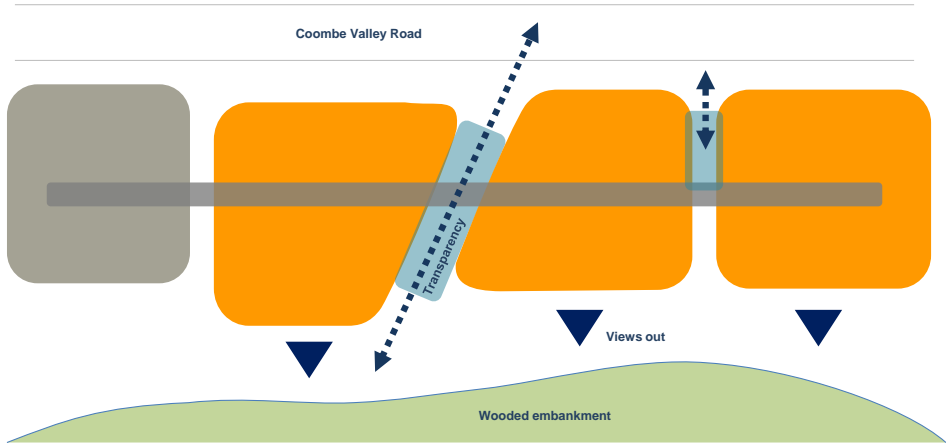 Coombe Valley Road
Transparency
Views out
Wooded embankment